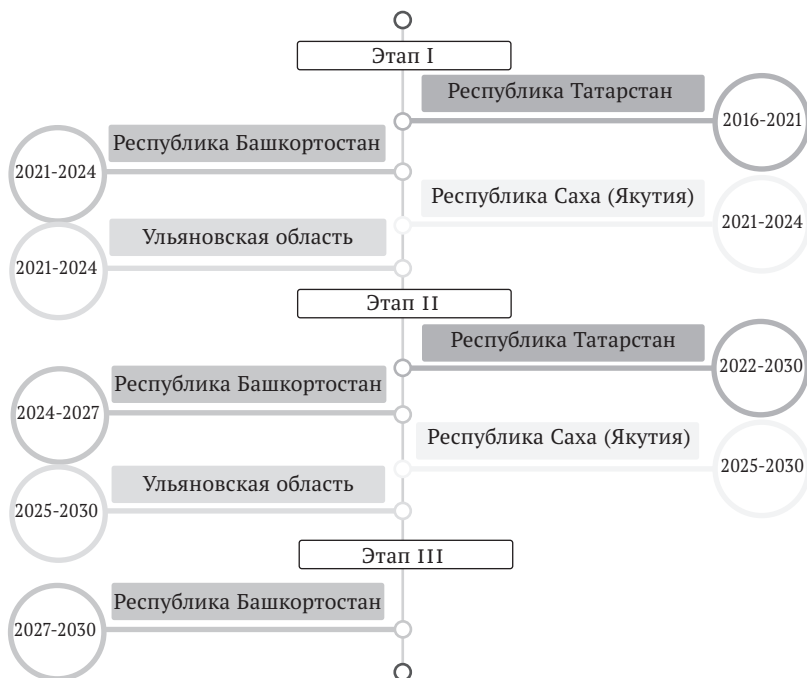 Этап I
Республика Татарстан
2016-2021
Республика Башкортостан
2021-2024
Республика Саха (Якутия)
2021-2024
Ульяновская область
2021-2024
Этап II
Республика Татарстан
2022-2030
Республика Башкортостан
2024-2027
Республика Саха (Якутия)
2025-2030
Ульяновская область
2025-2030
Этап III
Республика Башкортостан
2027-2030